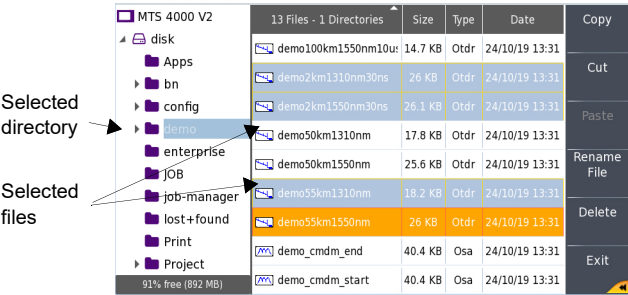 MTS 4000 V2
disk
Apps
bn
config
demo
enterprise
JOB
job-manager
lost+found
Print
Project
91% free (892 MB)
Selected
directory
Selected
files
13 Files - 1 Directories Size Type Date
demo100km1550nm10us 14.7 KB Otdr 24/10/19 13:31
demo2km1310nm30ns 26 KB Otdr 24/10/19 13:31
demo2km1550nm30ns 26.1 KB Otdr 24/10/19 13:31
demo50km1310nm 17.8 KB Otdr 24/10/19 13:31
demo50km1550nm 25.6 KB Otdr 24/10/19 13:31
demo55km1310nm 18.2 KB Otdr 24/10/19 13:31
demo55km1550nm 26 KB Otdr 24/10/19 13:31
demo_cmdm_end 40.4 KB Osa 24/10/19 13:31
demo_cmdm_start 40.4 KB Osa 24/10/19 13:31
Copy
Cut
Paste
Rename
File
Delete
Exit